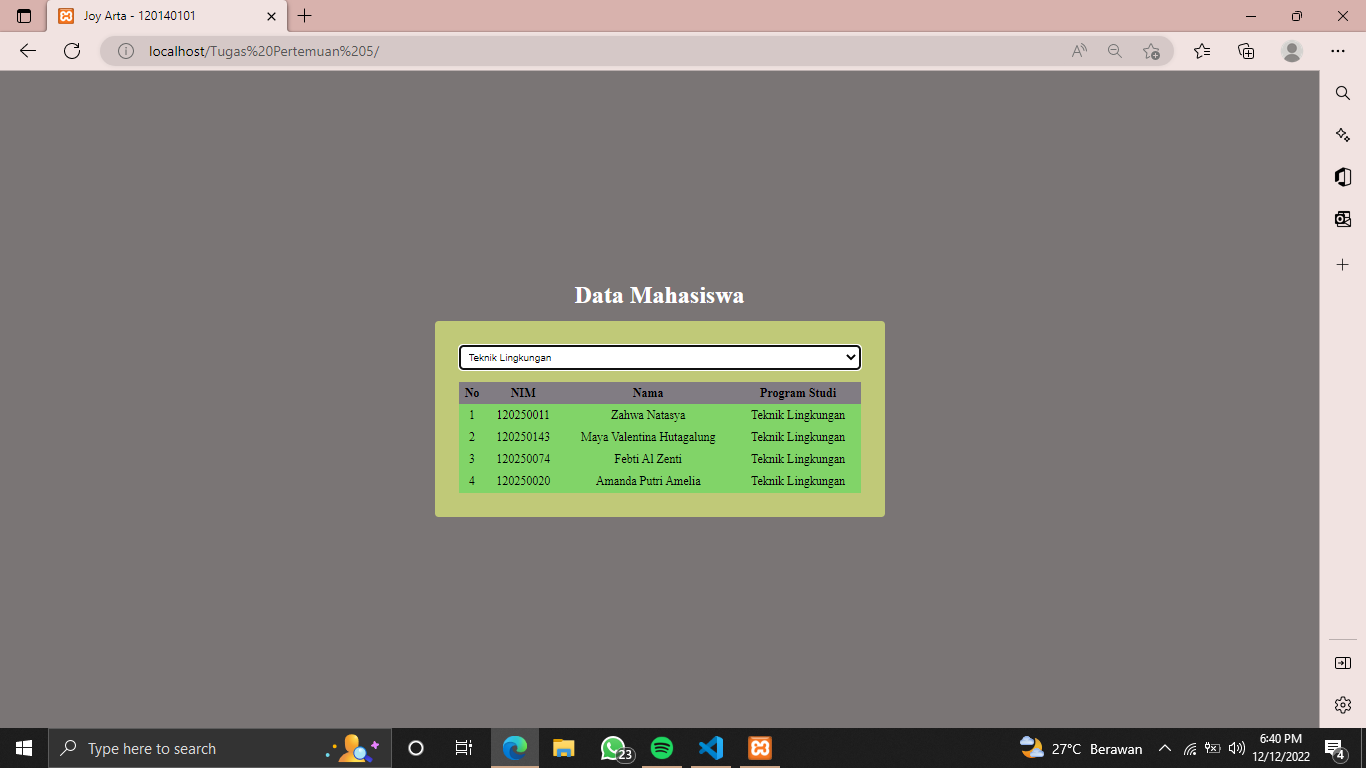 Joy Arta - 120140101
localhost/Tugas%20Pertemuan%205/
Data Mahasiswa
Teknik Lingkungan
No NIM Nama Program Studi
1 120250011 Zahwa Natasya Teknik Lingkungan
2 120250143 Maya Valentina Hutagalung Teknik Lingkungan
3 120250074 Febti Al Zenti Teknik Lingkungan
4 120250020 Amanda Putri Amelia Teknik Lingkungan
Type here to search
23
27°C Berawan
6:40 PM
12/12/2022
4